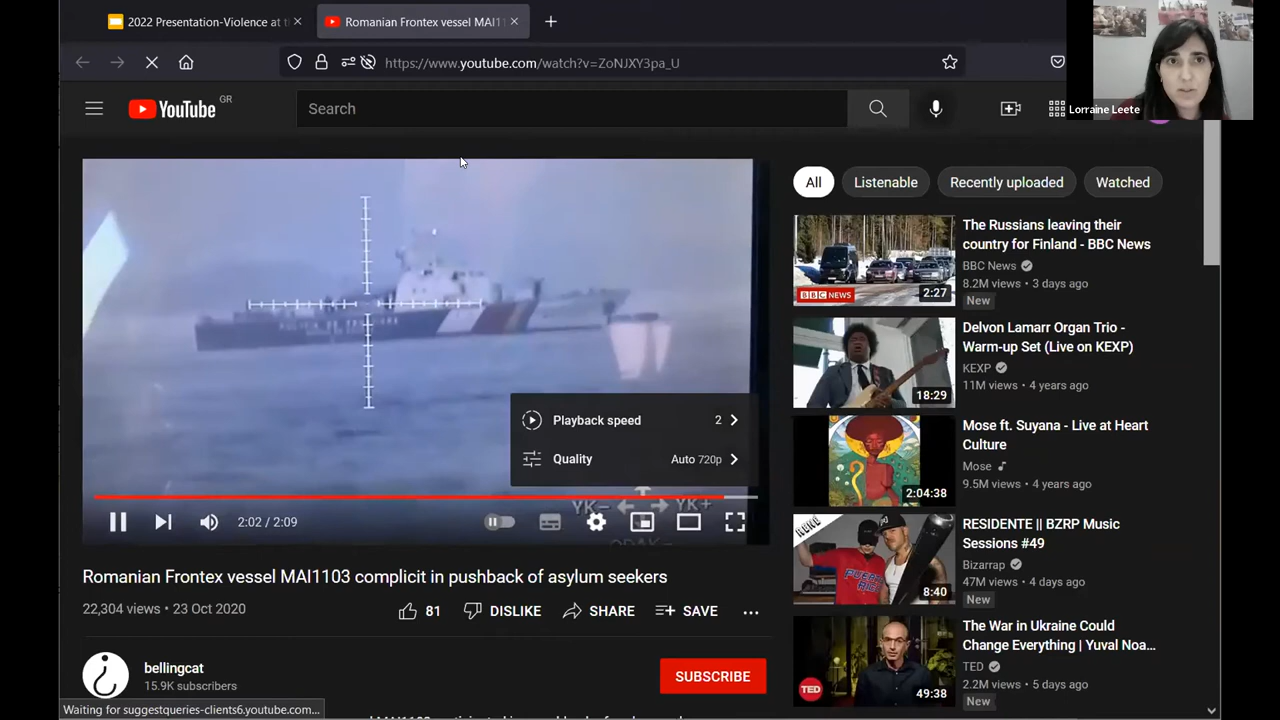 2022 Presentation-Violence at t
Romanian Frontex vessel MAI1
https://www.youtube.com/watch?v=ZoNJXY3pa_U
Lorraine Leete
YouTube
GR
Search
All
Listenable
Recently uploaded
Watched
The Russians leaving their
country for Finland - BBC News
BBC News
8.2M views • 3 days ago
New
BBC NEWS
2:27
Delvon Lamarr Organ Trio -
Warm-up Set (Live on KEXP)
KEXP
11M views • 4 years ago
18:29
Mose ft. Suyana - Live at Heart
Culture
Mose
9.5M views • 4 years ago
2:04:38
RESIDENTE || BZRP Music
Sessions #49
Bizarrap
47M views • 4 days ago
New
8:40
The War in Ukraine Could
Change Everything | Yuval Noa...
TED
2.2M views • 5 days ago
New
TED
49:38
Playback speed
2
Quality
Auto 720p
YK-
YK+
2:02 / 2:09
Romanian Frontex vessel MAI1103 complicit in pushback of asylum seekers
22,304 views • 23 Oct 2020
81
DISLIKE
SHARE
SAVE
bellingcat
15.9K subscribers
SUBSCRIBE
Waiting for suggestqueries-clients6.youtube.com...